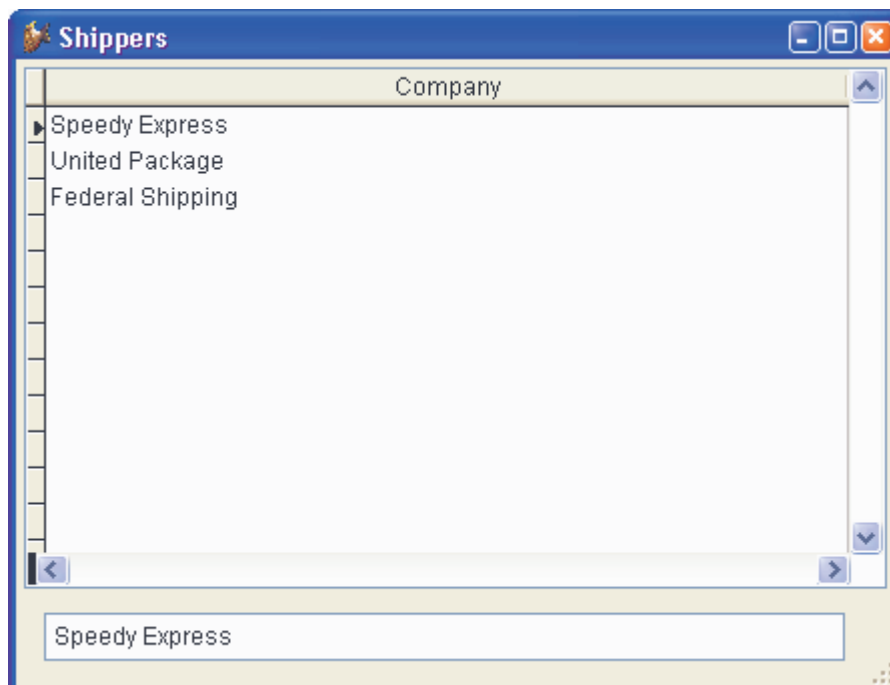 Shippers
Company
Speedy Express
United Package
Federal Shipping
Speedy Express